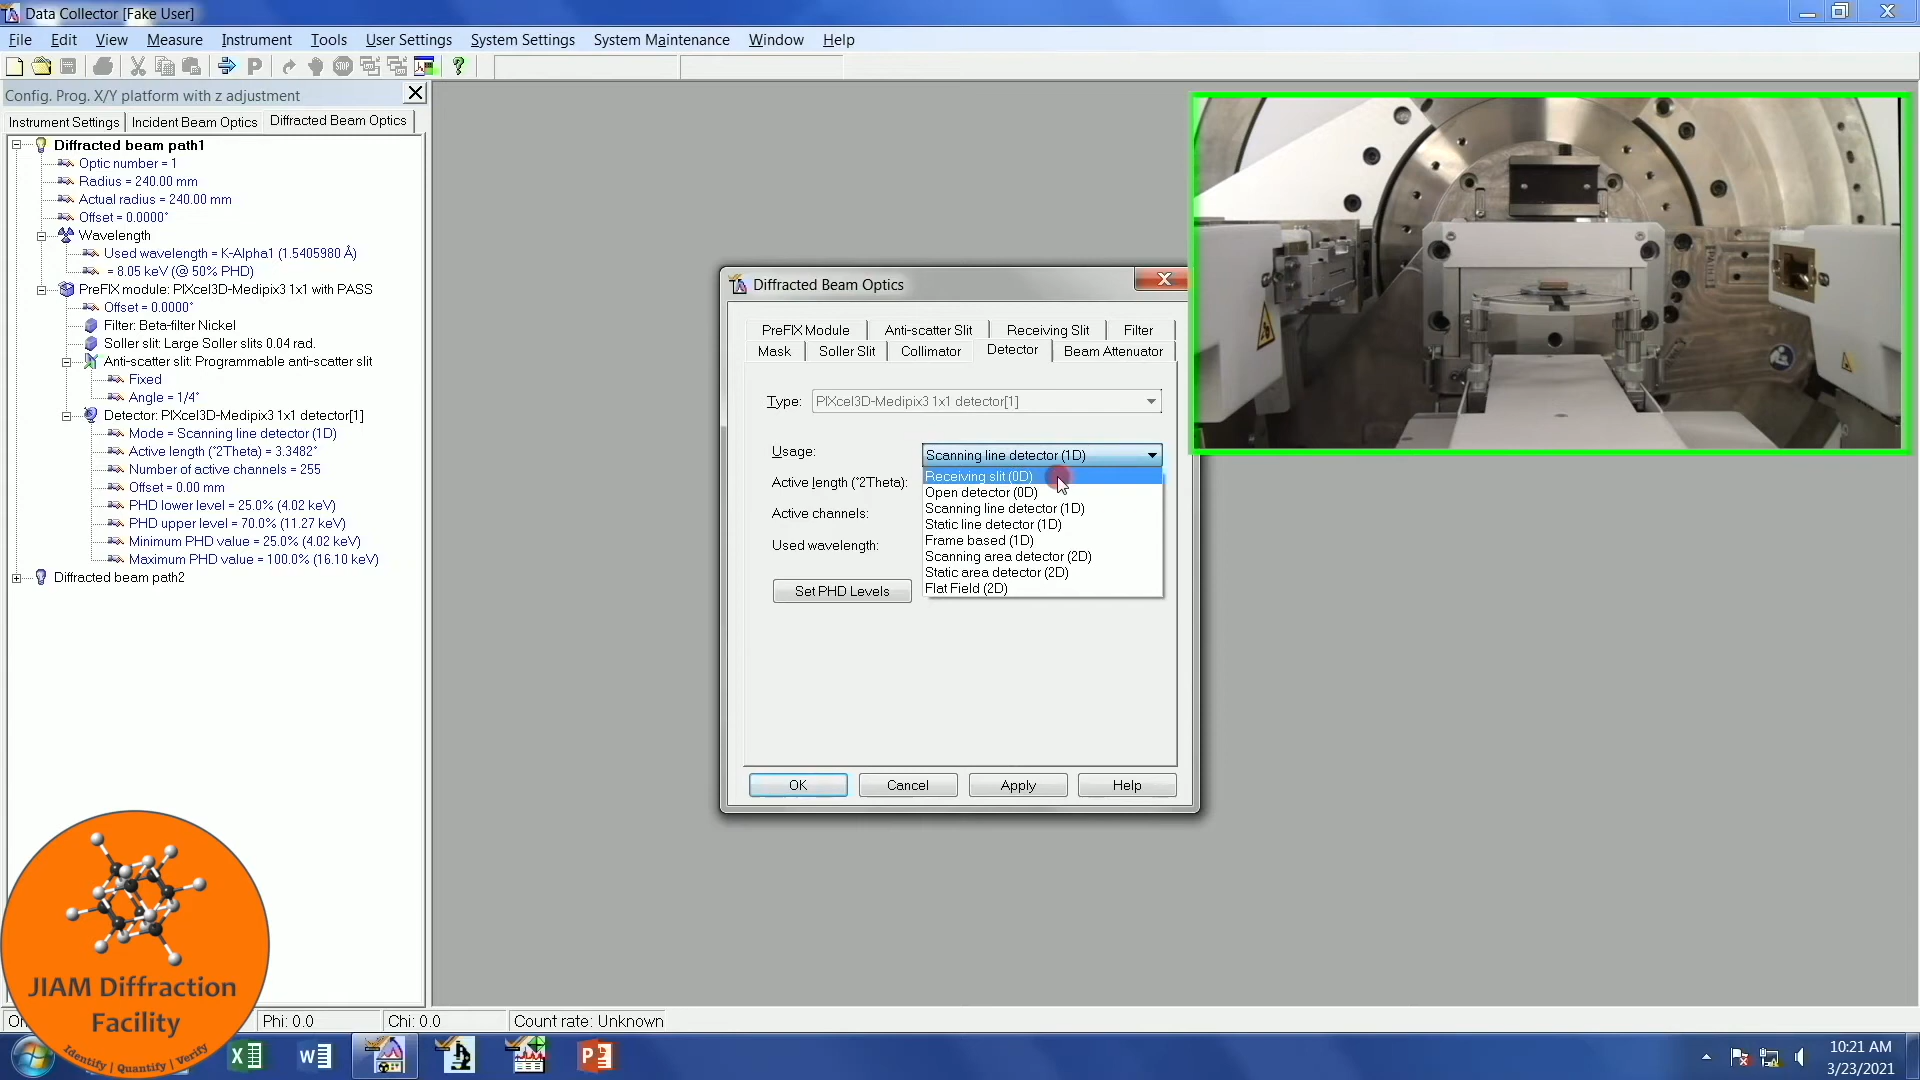 Data Collector [Fake User]
File Edit View Measure Instrument Tools User Settings System Settings System Maintenance Window Help
Config. Prog. X/Y platform with z adjustment
Instrument Settings Incident Beam Optics Diffracted Beam Optics
Diffracted beam path1
Optic number = 1
Radius = 240.00 mm
Actual radius = 240.00 mm
Offset = 0.0000°
Wavelength
Used wavelength = K-Alpha1 (1.5405980 Å)
= 8.05 keV (@ 50% PHD)
PreFIX module: PIXcel3D-Medipix3 1x1 with PASS
Offset = 0.0000°
Filter: Beta-filter Nickel
Soller slit: Large Soller slits 0.04 rad.
Anti-scatter slit: Programmable anti-scatter slit
Fixed
Angle = 1/4°
Detector: PIXcel3D-Medipix3 1x1 detector[1]
Mode = Scanning line detector (1D)
Active length (°2Theta) = 3.3482°
Number of active channels = 255
Offset = 0.00 mm
PHD lower level = 25.0% (4.02 keV)
PHD upper level = 70.0% (11.27 keV)
Minimum PHD value = 25.0% (4.02 keV)
Maximum PHD value = 100.0% (16.10 keV)
Diffracted beam path2
Diffracted Beam Optics
PreFIX Module Anti-scatter Slit Receiving Slit Filter
Mask Soller Slit Collimator Detector Beam Attenuator
Type: PIXcel3D-Medipix3 1x1 detector[1]
Usage: Scanning line detector (1D)
Receiving slit (0D)
Active length (°2Theta):
Open detector (0D)
Scanning line detector (1D)
Active channels:
Static line detector (1D)
Frame based (1D)
Used wavelength:
Scanning area detector (2D)
Static area detector (2D)
Flat Field (2D)
Set PHD Levels
OK Cancel Apply Help
JIAM Diffraction
Facility
Identify | Quantify | Verify
Phi: 0.0 Chi: 0.0 Count rate: Unknown
10:21 AM
3/23/2021